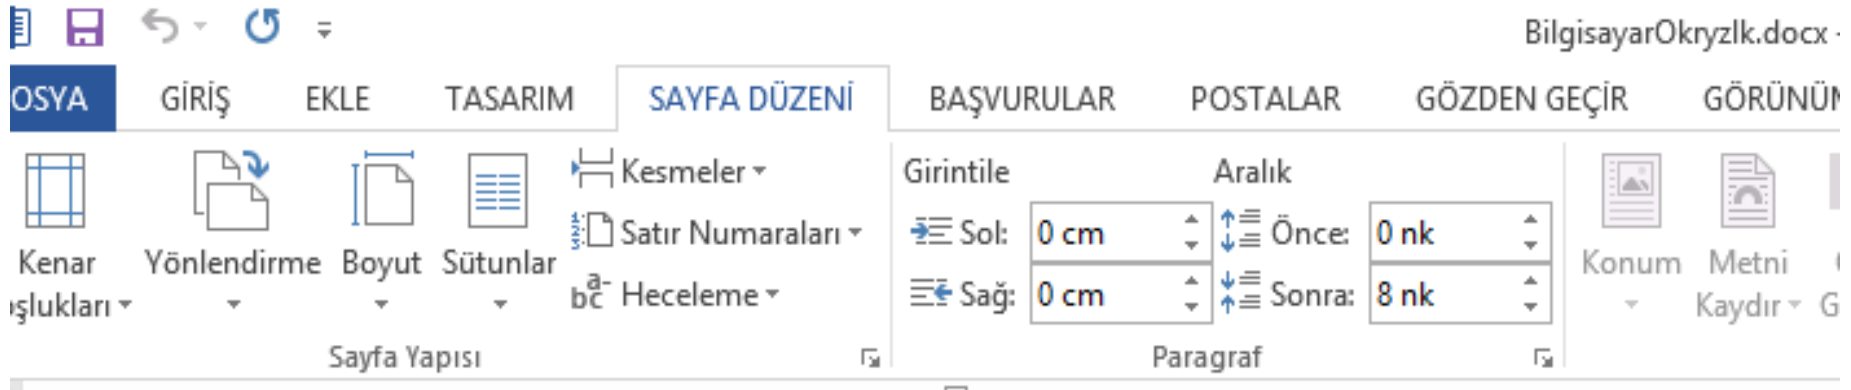 BilgisayarOkryzlk.docx -
OSYA GİRİŞ EKLE TASARIM SAYFA DÜZENİ BAŞVURULAR POSTALAR GÖZDEN GEÇİR GÖRÜNÜM
Kenar
şlukları
Yönlendirme
Boyut
Sütunlar
Kesmeler
Satır Numaraları
Heceleme
Sayfa Yapısı
Girintile
Sol: 0 cm
Sağ: 0 cm
Aralık
Önce: 0 nk
Sonra: 8 nk
Paragraf
Konum
Metni
Kaydır
G